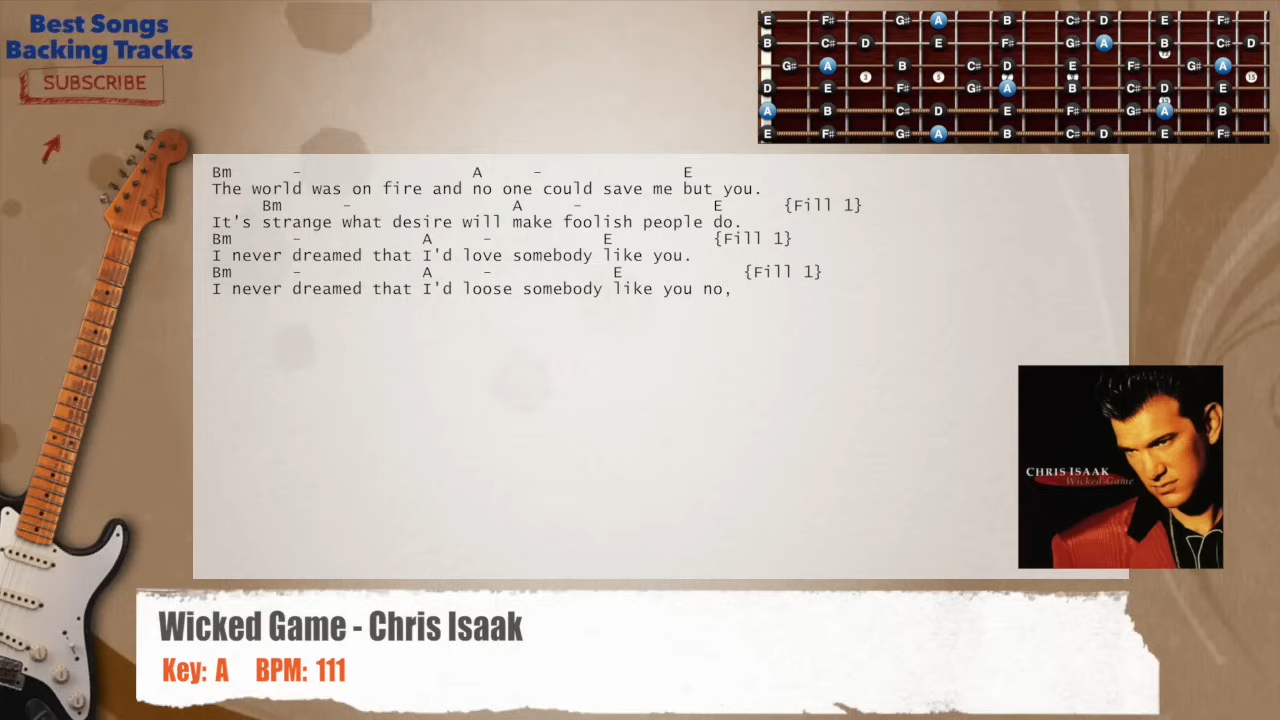 Best Songs
Backing Tracks
SUBSCRIBE
E F# G# A B C# D E F#
B C# D E F# G# A B C# D
G# A B C# D E F# G# A
D E F# G# A B C# D E
A B C# D E F# G# A B
E F# G# A B C# D E F#
Bm - A - E
The world was on fire and no one could save me but you.
Bm - A - E {Fill 1}
It's strange what desire will make foolish people do.
Bm - A - E {Fill 1}
I never dreamed that I'd love somebody like you.
Bm - A - E {Fill 1}
I never dreamed that I'd loose somebody like you no,
CHRIS ISAAK
Wicked Game
Wicked Game - Chris Isaak
Key: A BPM: 111